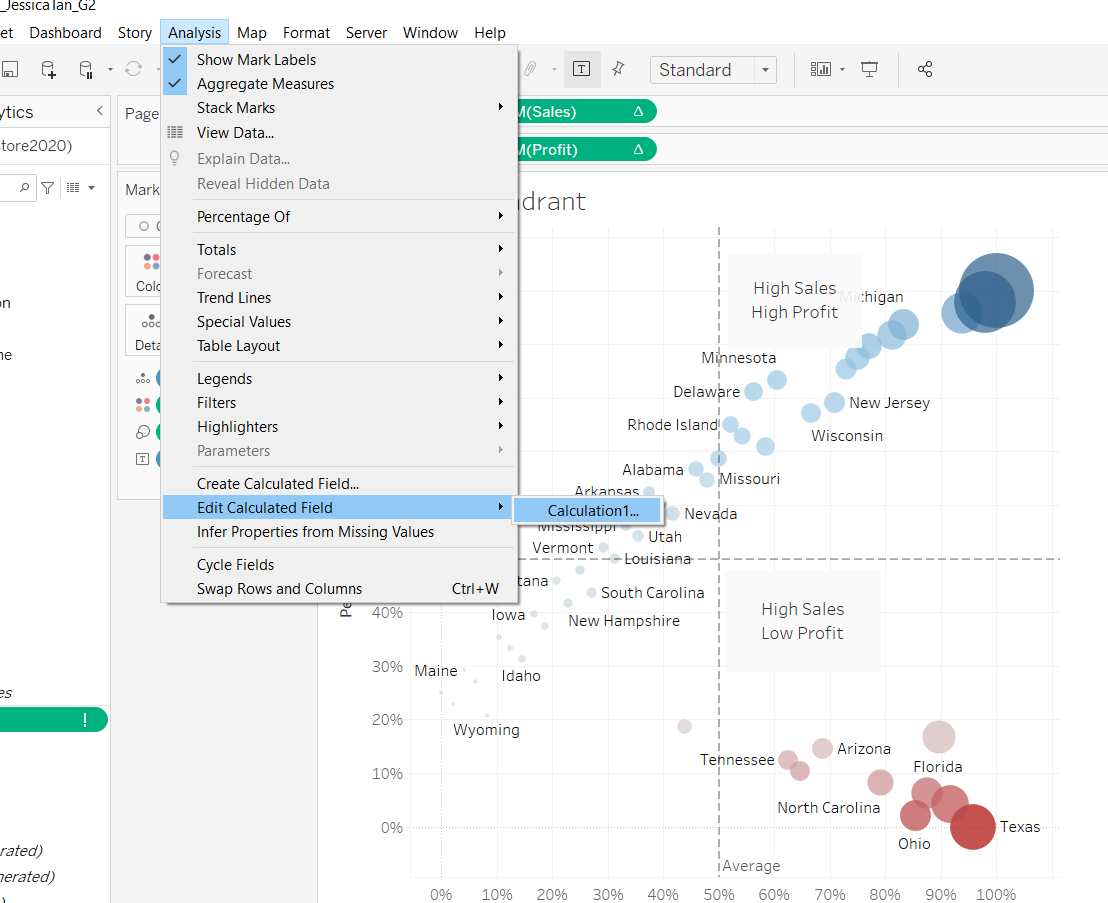 _JessicaTan_G2
et Dashboard Story Analysis Map Format Server Window Help
Standard
ytics
Page
M(Sales)
tore2020)
M(Profit)
Mark
Colo
Deta
on
me
es
!
rated)
nerated)
)
Show Mark Labels
Aggregate Measures
Stack Marks
View Data...
Explain Data...
Reveal Hidden Data
Percentage Of
Totals
Forecast
Trend Lines
Special Values
Table Layout
Legends
Filters
Highlighters
Parameters
Create Calculated Field...
Edit Calculated Field
Calculation1...
Infer Properties from Missing Values
Cycle Fields
Swap Rows and Columns Ctrl+W
drant
High Sales
High Profit
Michigan
Minnesota
Delaware
New Jersey
Rhode Island
Wisconsin
Alabama
Missouri
Arkansas
Nevada
Mississippi
Utah
Vermont
Louisiana
tana
South Carolina
High Sales
Low Profit
Iowa
New Hampshire
Maine
Idaho
Wyoming
Tennessee
Arizona
Florida
North Carolina
Texas
Ohio
Average
Pe
40%
30%
20%
10%
0%
0% 10% 20% 30% 40% 50% 60% 70% 80% 90% 100%